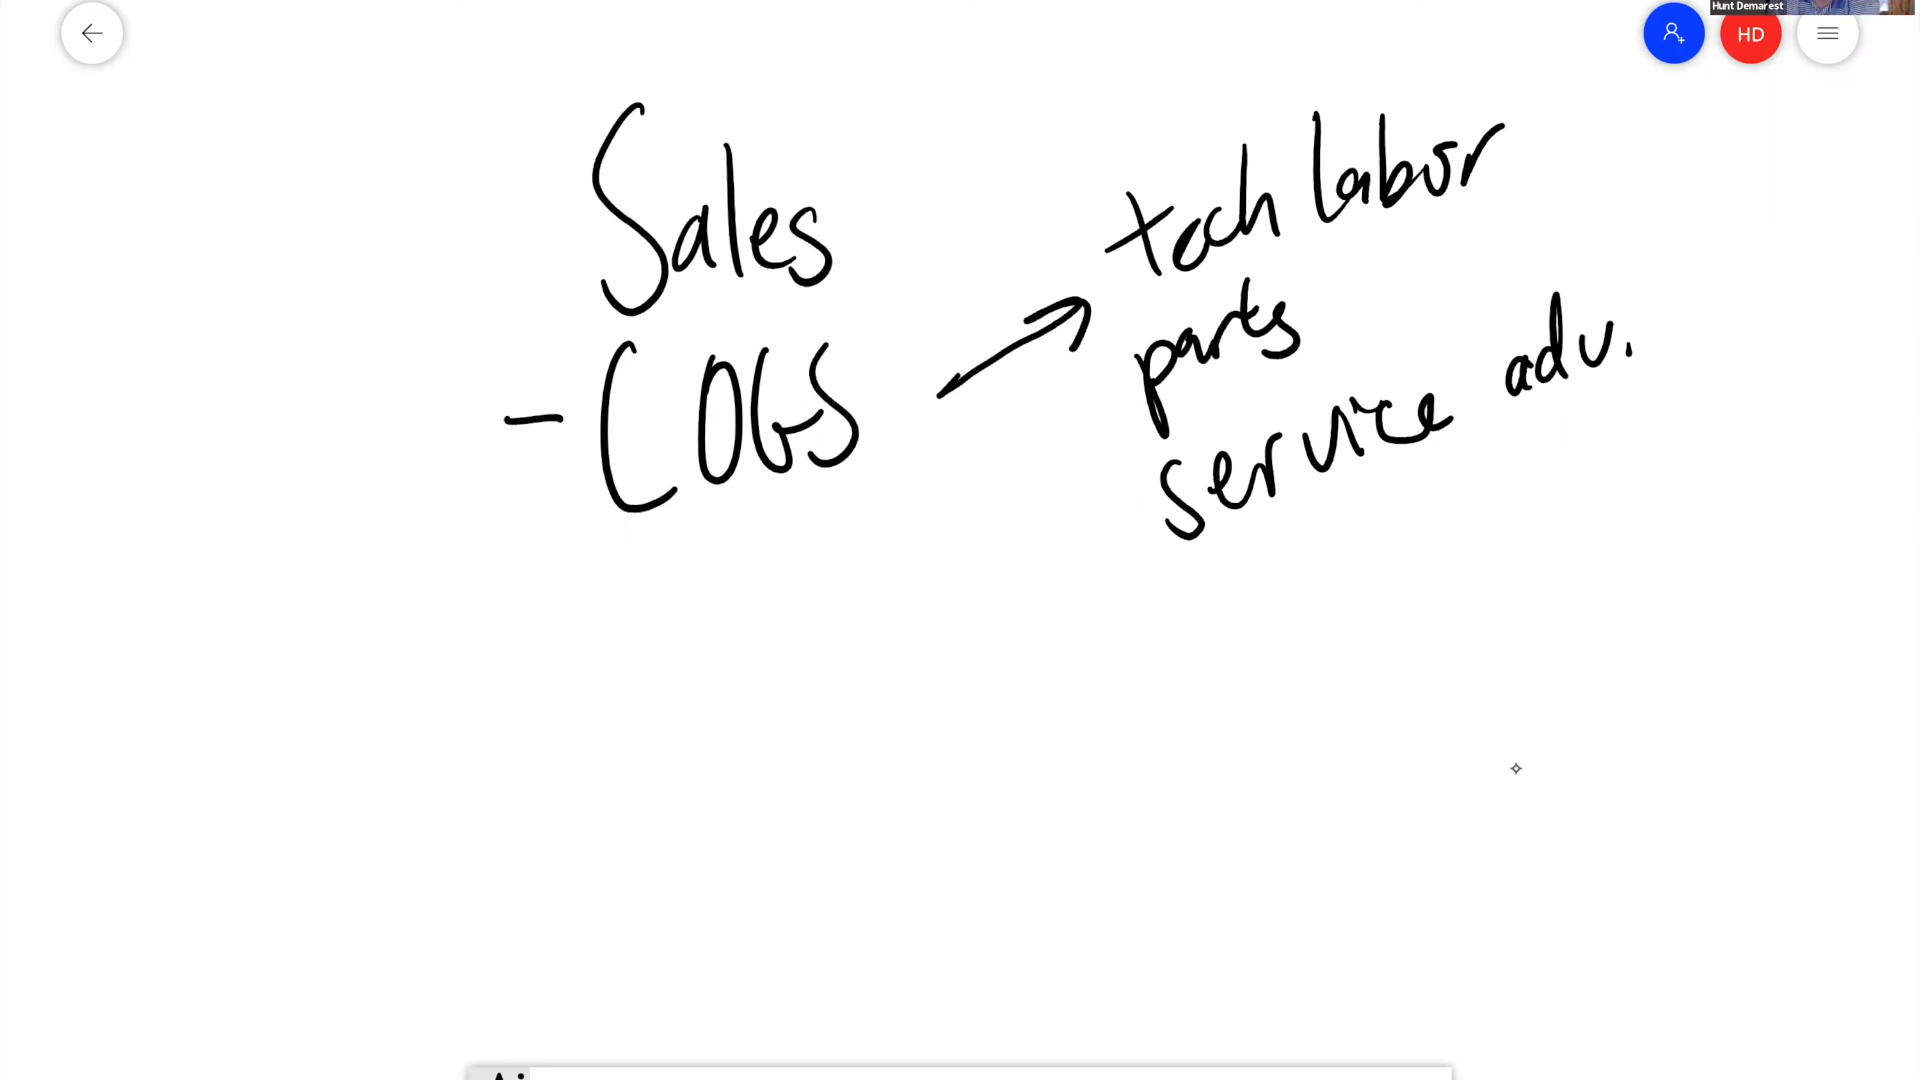 Hunt Demarest
HD
Sales
- COGS
tech labor
parts
service adv.